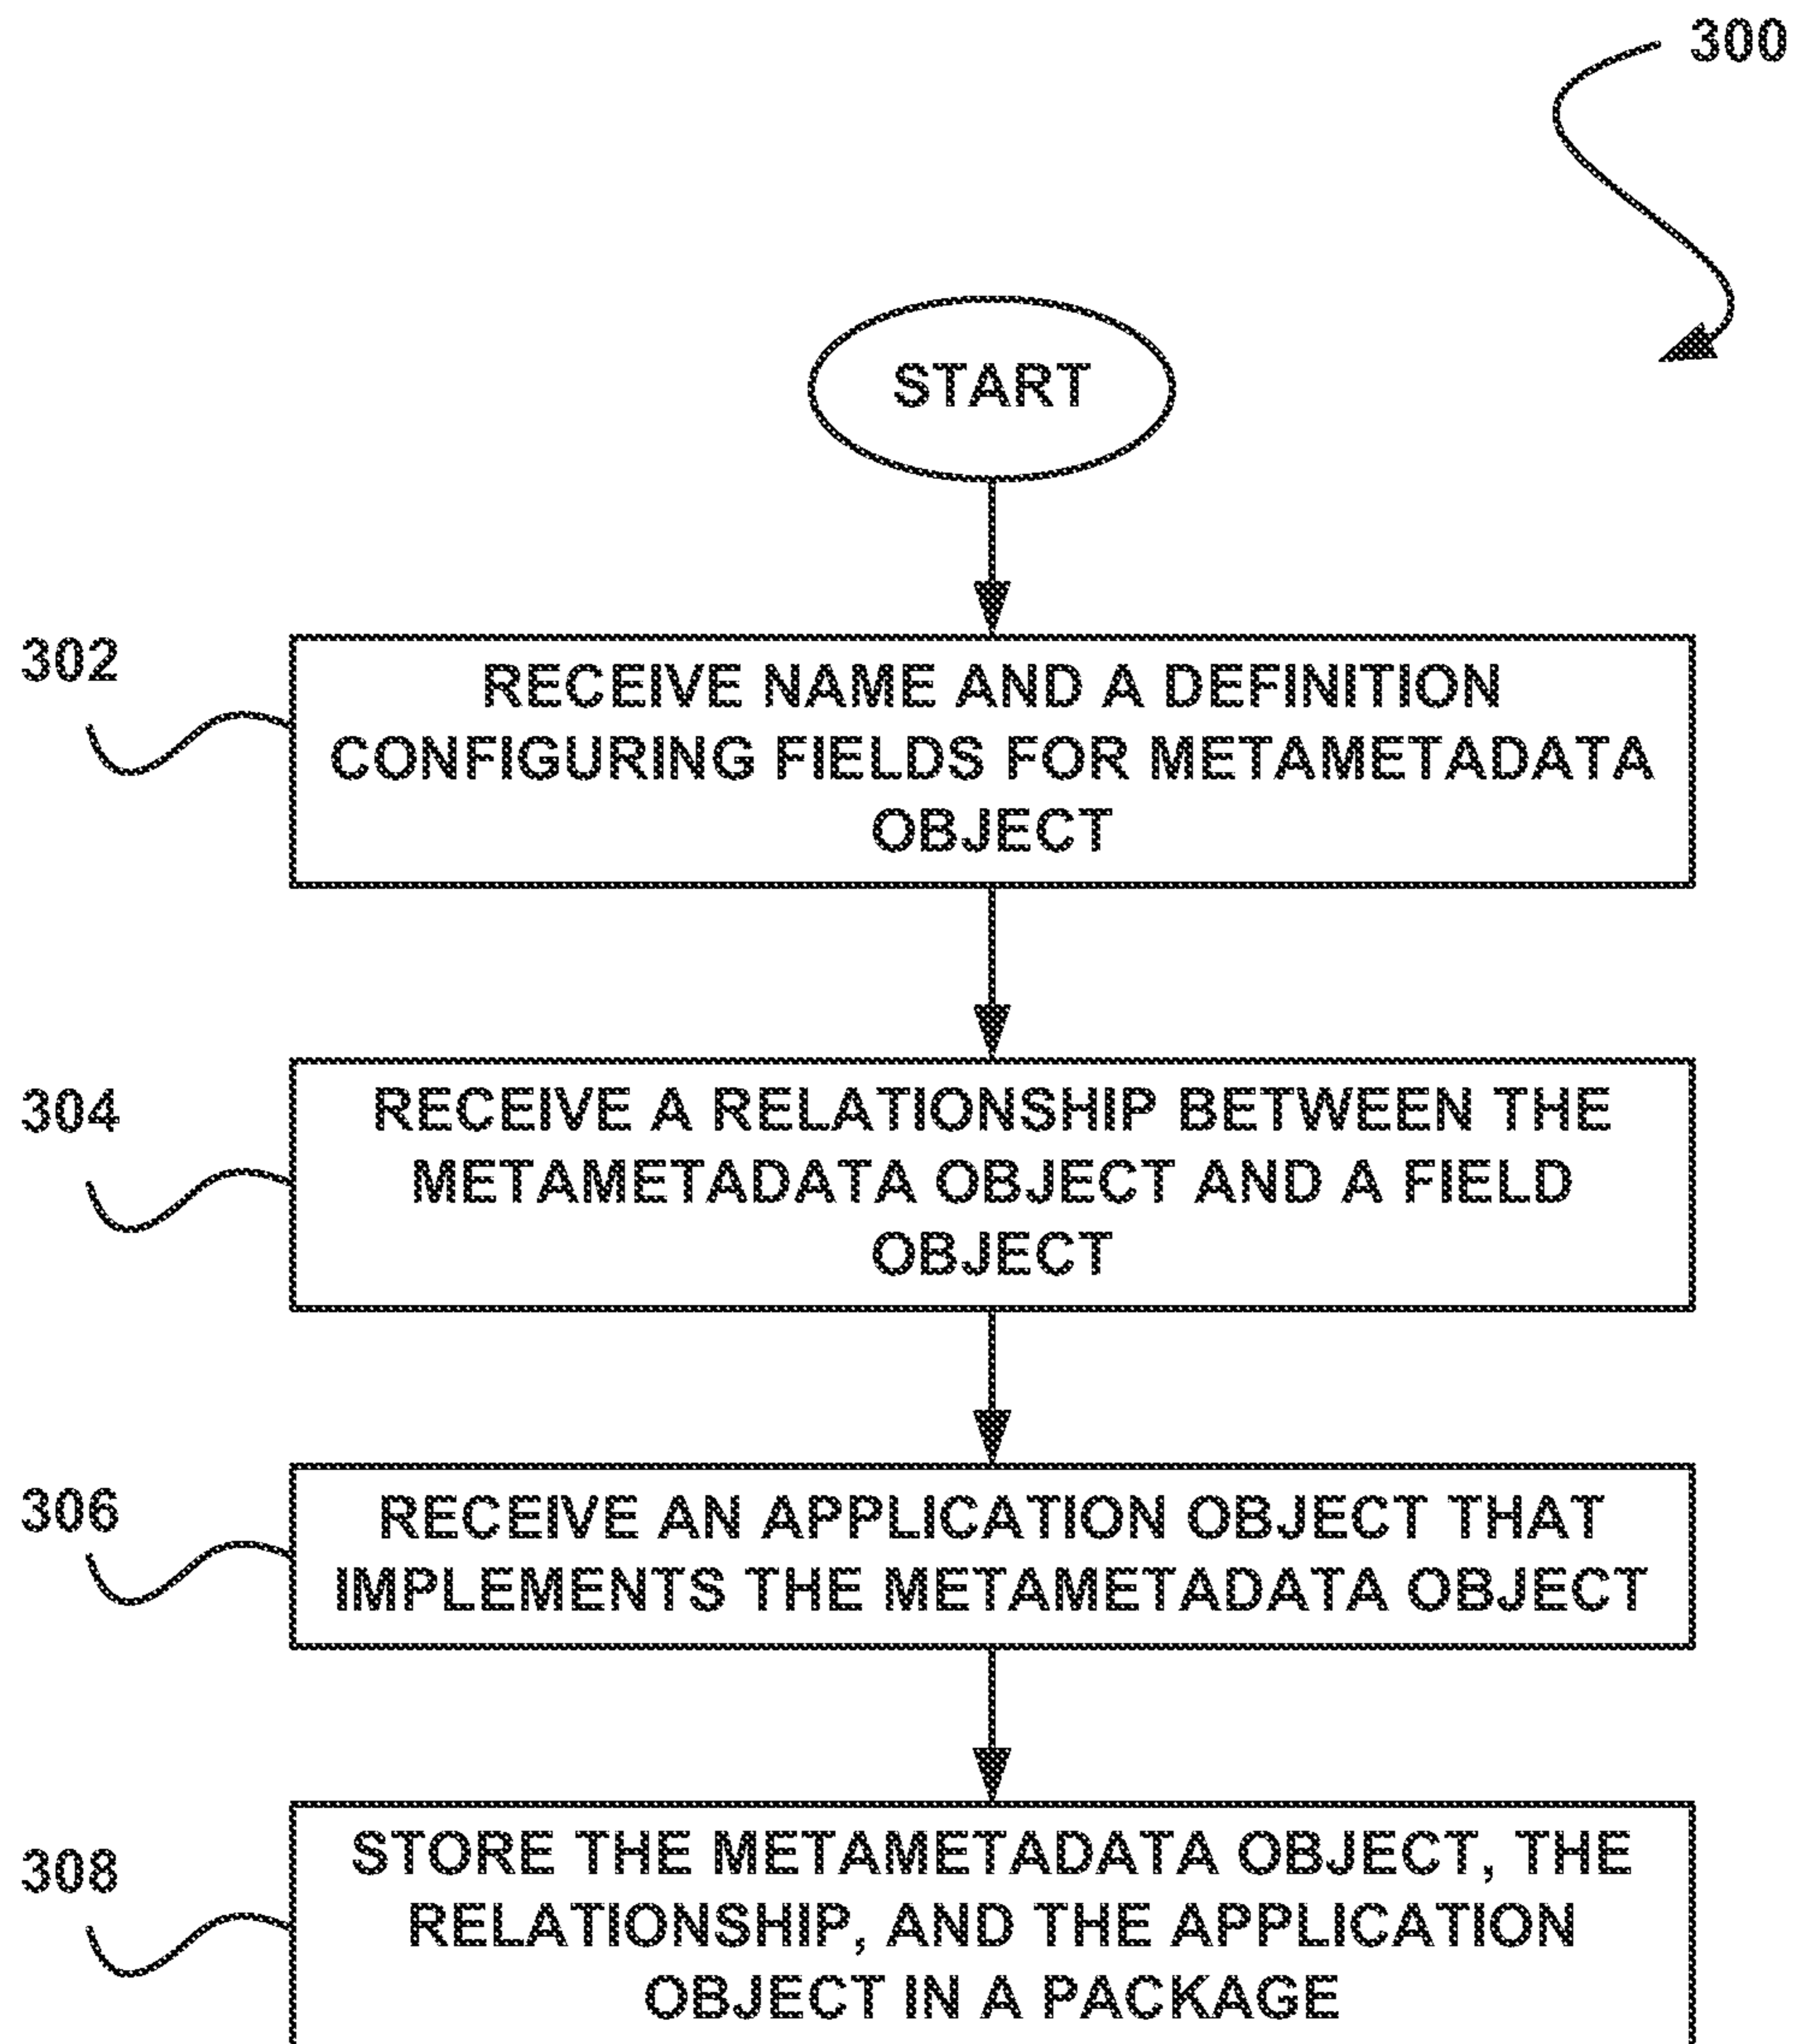 300
START
302
RECEIVE NAME AND A DEFINITION
CONFIGURING FIELDS FOR METAMETADATA
OBJECT
304
RECEIVE A RELATIONSHIP BETWEEN THE
METAMETADATA OBJECT AND A FIELD
OBJECT
306
RECEIVE AN APPLICATION OBJECT THAT
IMPLEMENTS THE METAMETADATA OBJECT
308
STORE THE METAMETADATA OBJECT, THE
RELATIONSHIP, AND THE APPLICATION
OBJECT IN A PACKAGE